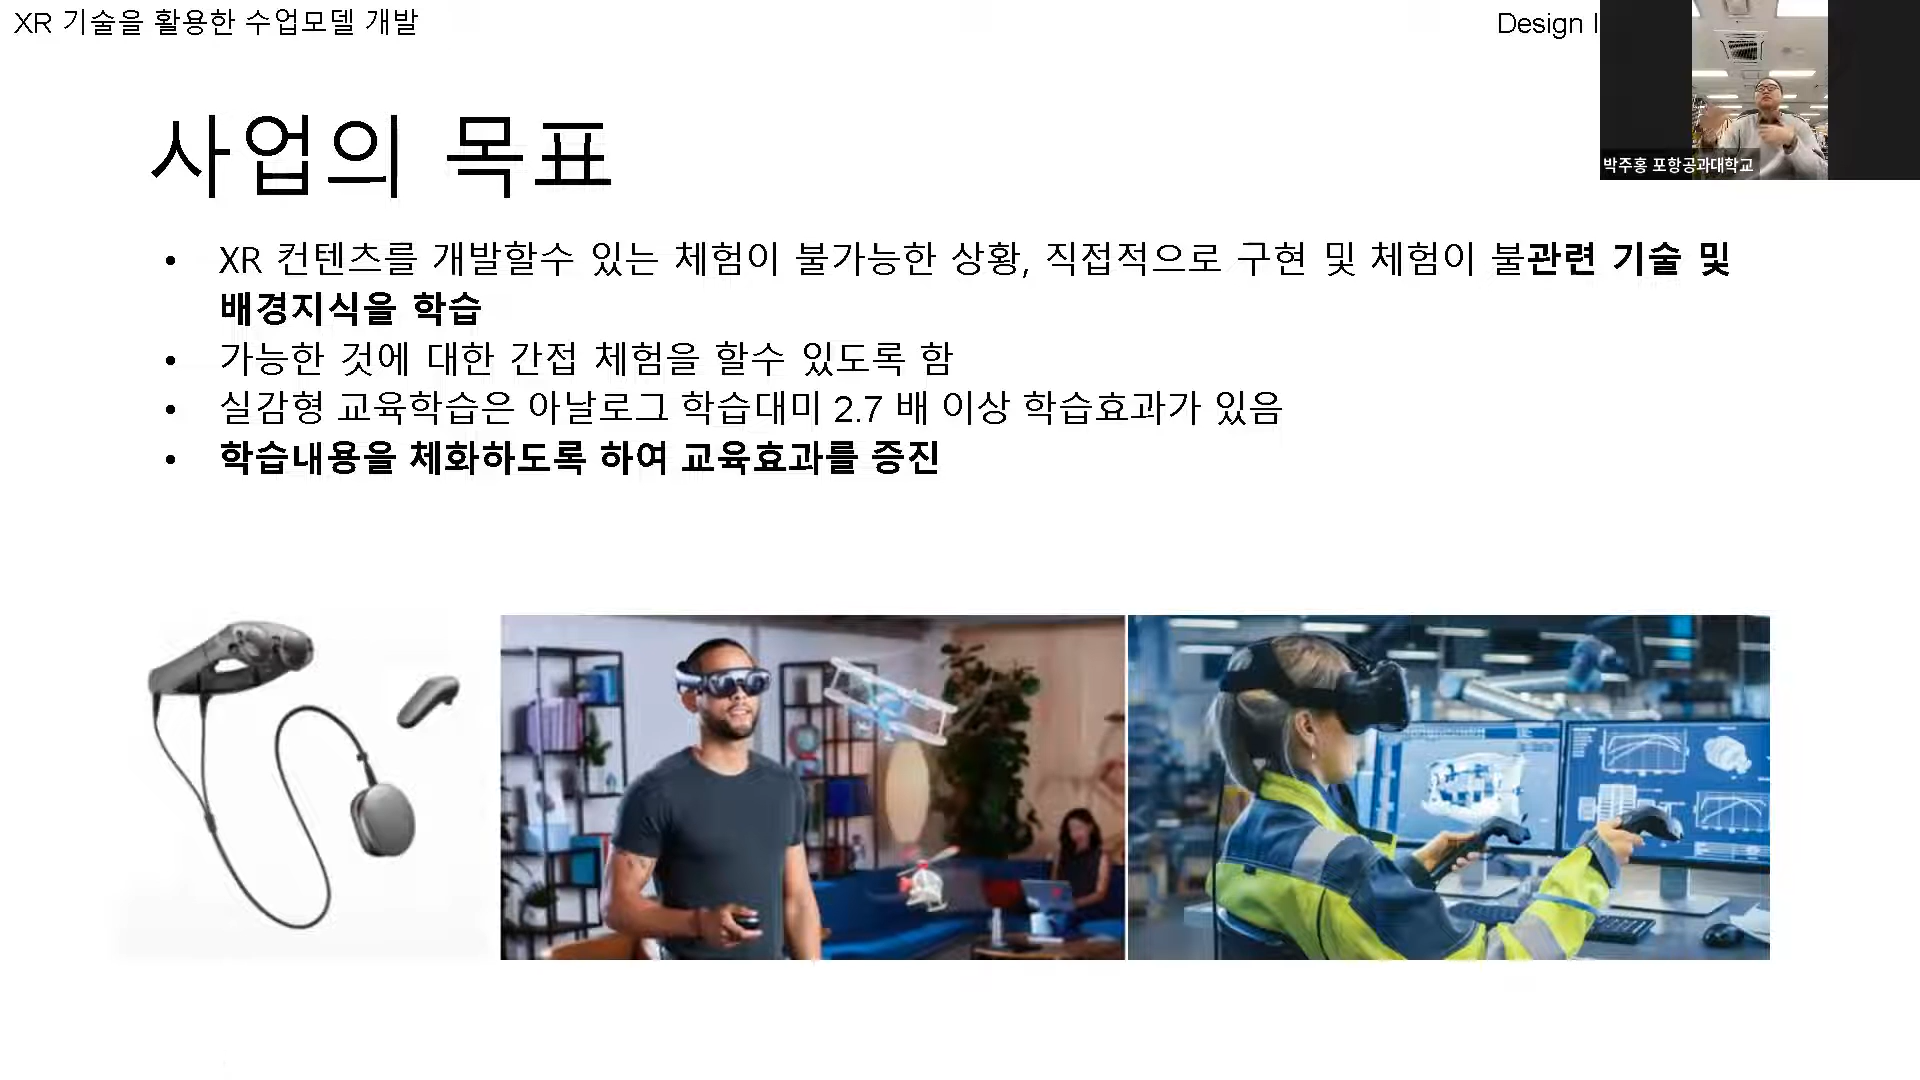 XR 기술을 활용한 수업모델 개발
Design I
박주홍 포항공과대학교
사업의 목표
• XR 컨텐츠를 개발할수 있는 체험이 불가능한 상황, 직접적으로 구현 및 체험이 불관련 기술 및
배경지식을 학습
• 가능한 것에 대한 간접 체험을 할수 있도록 함
• 실감형 교육학습은 아날로그 학습대미 2.7 배 이상 학습효과가 있음
• 학습내용을 체화하도록 하여 교육효과를 증진